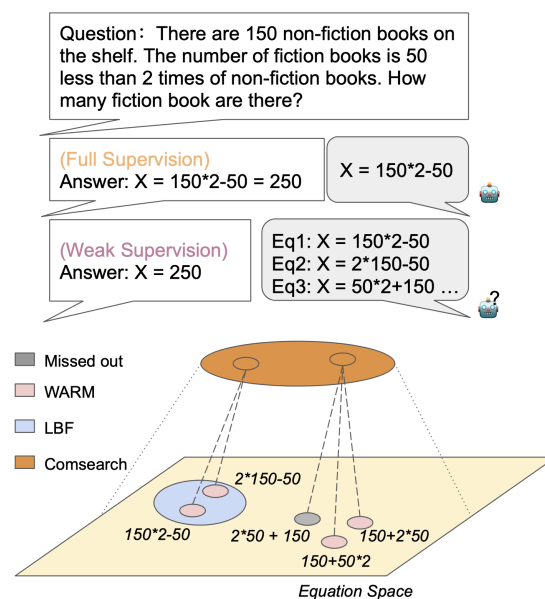 Question: There are 150 non-fiction books on
the shelf. The number of fiction books is 50
less than 2 times of non-fiction books. How
many fiction book are there?
(Full Supervision)
Answer: X = 150*2-50 = 250
X = 150*2-50
(Weak Supervision)
Answer: X = 250
Eq1: X = 150*2-50
Eq2: X = 2*150-50
Eq3: X = 50*2+150 ...
?
Missed out
WARM
LBF
Comsearch
2*150-50
150*2-50
2*50 + 150
150+2*50
150+50*2
Equation Space